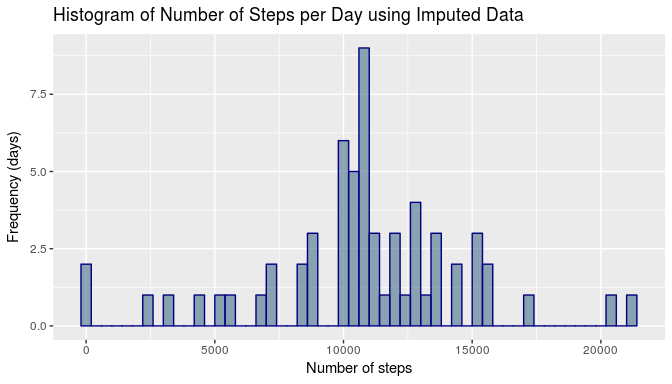 Histogram of Number of Steps per Day using Imputed Data
Frequency (days)
7.5
5.0
2.5
0.0
0 5000 10000 15000 20000
Number of steps